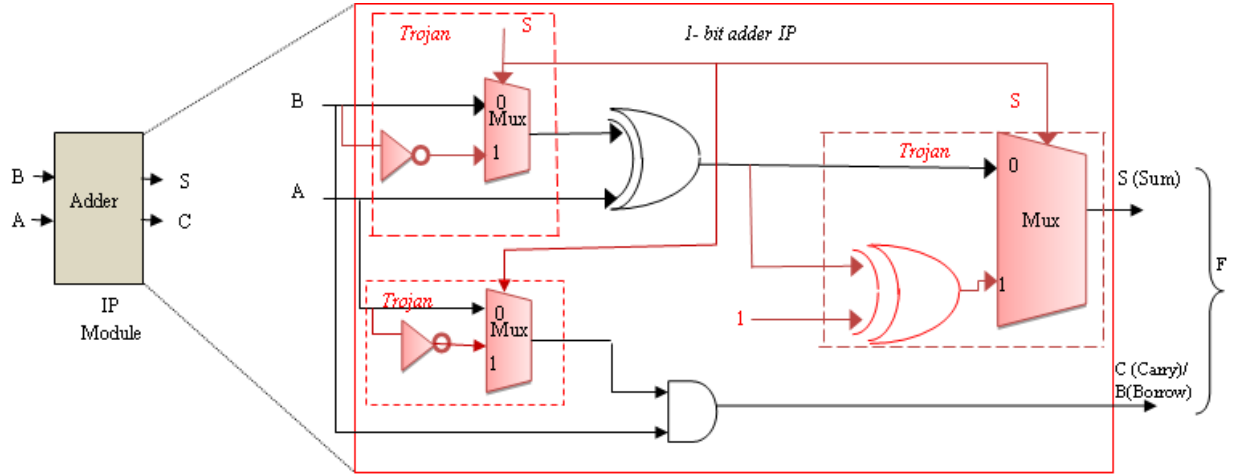 B
A
Adder
S
C
IP
Module
Trojan
S
1- bit adder IP
B
0
Mux
1
A
S
Trojan
0
Mux
1
S (Sum)
Trojan
0
Mux
1
1
F
C (Carry)/
B(Borrow)